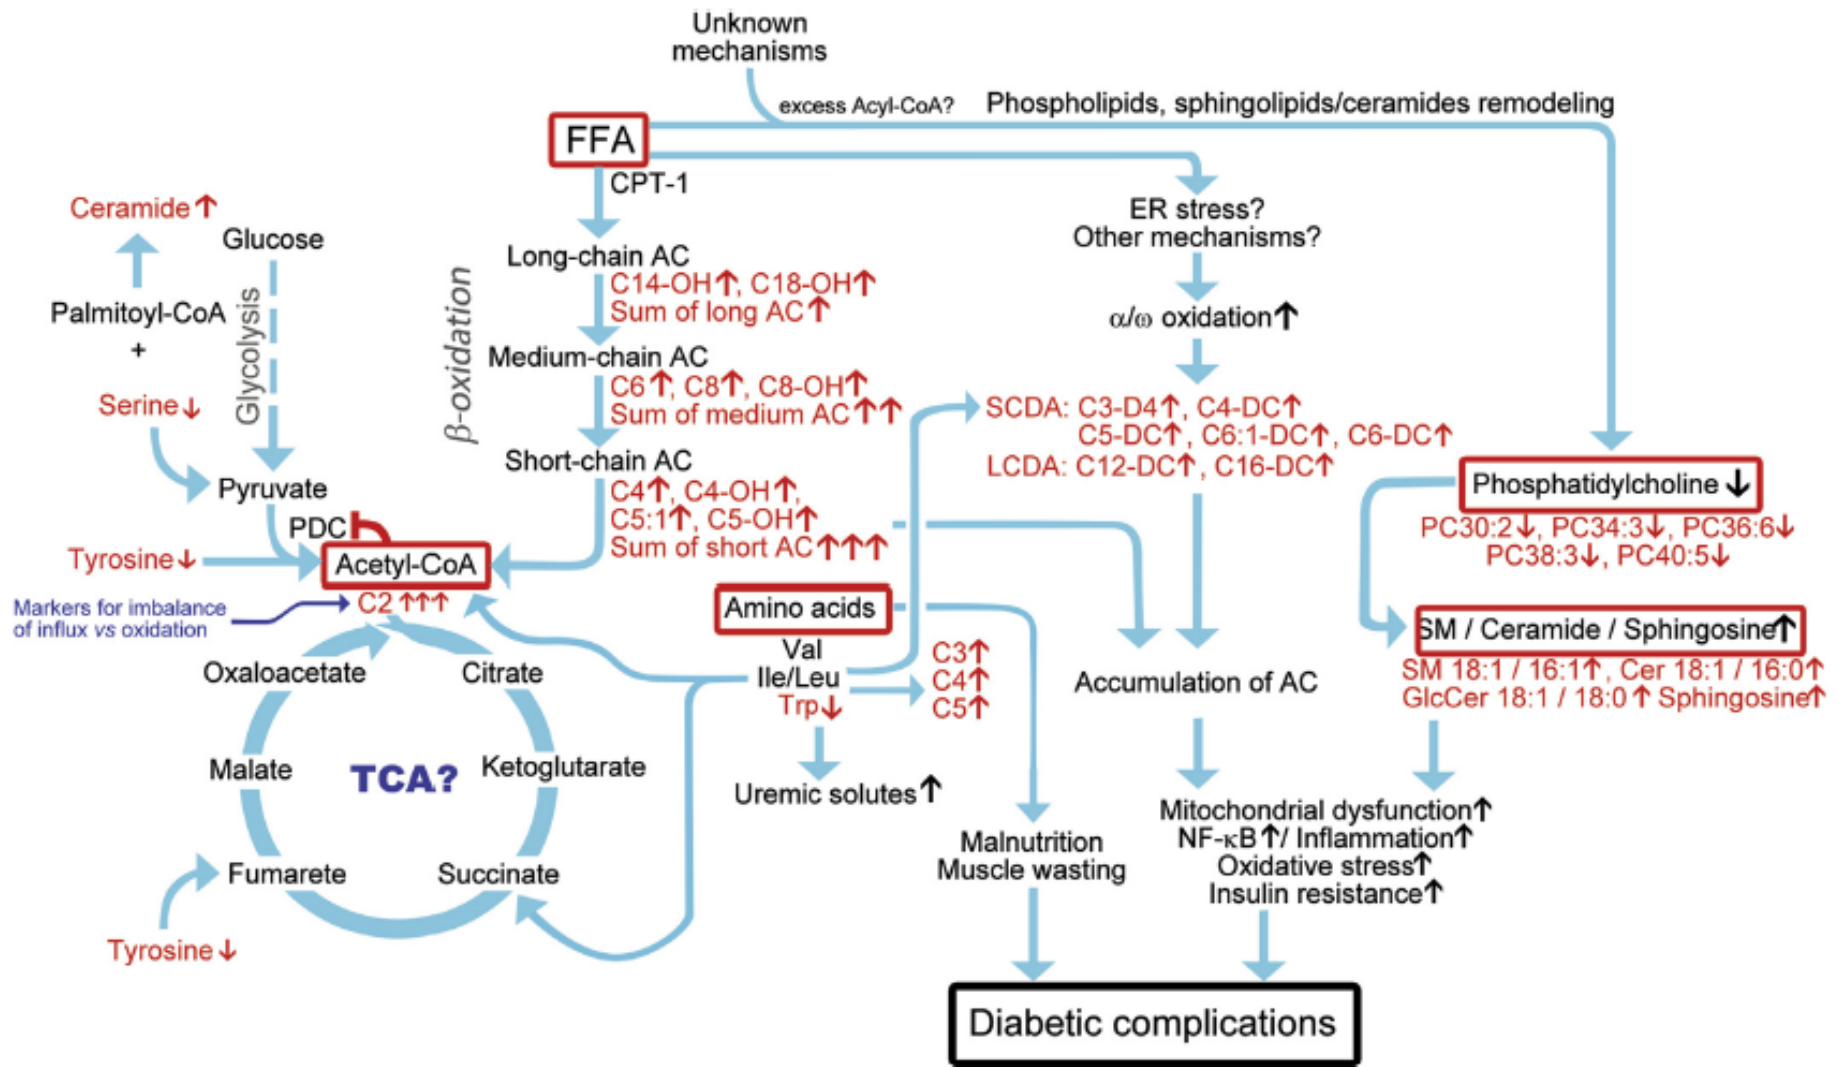 Unknown
mechanisms
excess Acyl-CoA?
Phospholipids, sphingolipids/ceramides remodeling
FFA
CPT-1
Ceramide↑
Glucose
Glycolysis
Palmitoyl-CoA
+
Serine↓
Pyruvate
PDC
Tyrosine↓
Acetyl-CoA
C2 ↑↑↑
Markers for imbalance
of influx vs oxidation
β-oxidation
Long-chain AC
C14-OH↑, C18-OH↑
Sum of long AC↑
Medium-chain AC
C6↑, C8↑, C8-OH↑
Sum of medium AC↑↑
Short-chain AC
C4↑, C4-OH↑,
C5:1↑, C5-OH↑
Sum of short AC↑↑↑
ER stress?
Other mechanisms?
α/ω oxidation↑
SCDA: C3-D4↑, C4-DC↑
C5-DC↑, C6:1-DC↑, C6-DC↑
LCDA: C12-DC↑, C16-DC↑
Phosphatidylcholine↓
PC30:2↓, PC34:3↓, PC36:6↓
PC38:3↓, PC40:5↓
SM / Ceramide / Sphingosine↑
SM 18:1 / 16:1↑, Cer 18:1 / 16:0↑
GlcCer 18:1 / 18:0↑ Sphingosine↑
Amino acids
Val
Ile/Leu
Trp↓
C3↑
C4↑
C5↑
Uremic solutes↑
Accumulation of AC
Oxaloacetate
Citrate
Malate
TCA?
Ketoglutarate
Fumarete
Succinate
Tyrosine↓
Malnutrition
Muscle wasting
Mitochondrial dysfunction↑
NF-κB↑/ Inflammation↑
Oxidative stress↑
Insulin resistance↑
Diabetic complications